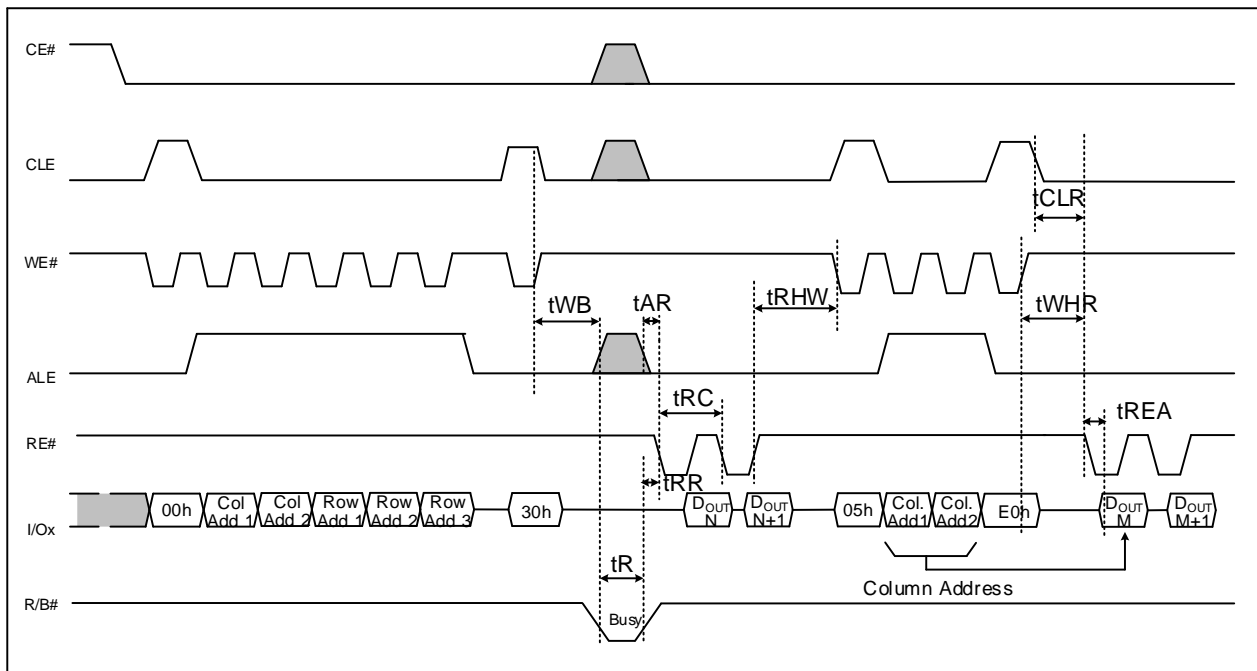 CE#
CLE
tCLR
WE#
tWB
tAR
tRHW
tWHR
ALE
tRC
tREA
RE#
tRR
I/Ox
00h
Col
Add.1
Col
Add.2
Row
Add.1
Row
Add.2
Row
Add.3
30h
DOUT
N
DOUT
N+1
05h
Col.
Add1
Col.
Add2
E0h
DOUT
M
DOUT
M+1
tR
Column Address
R/B#
Busy